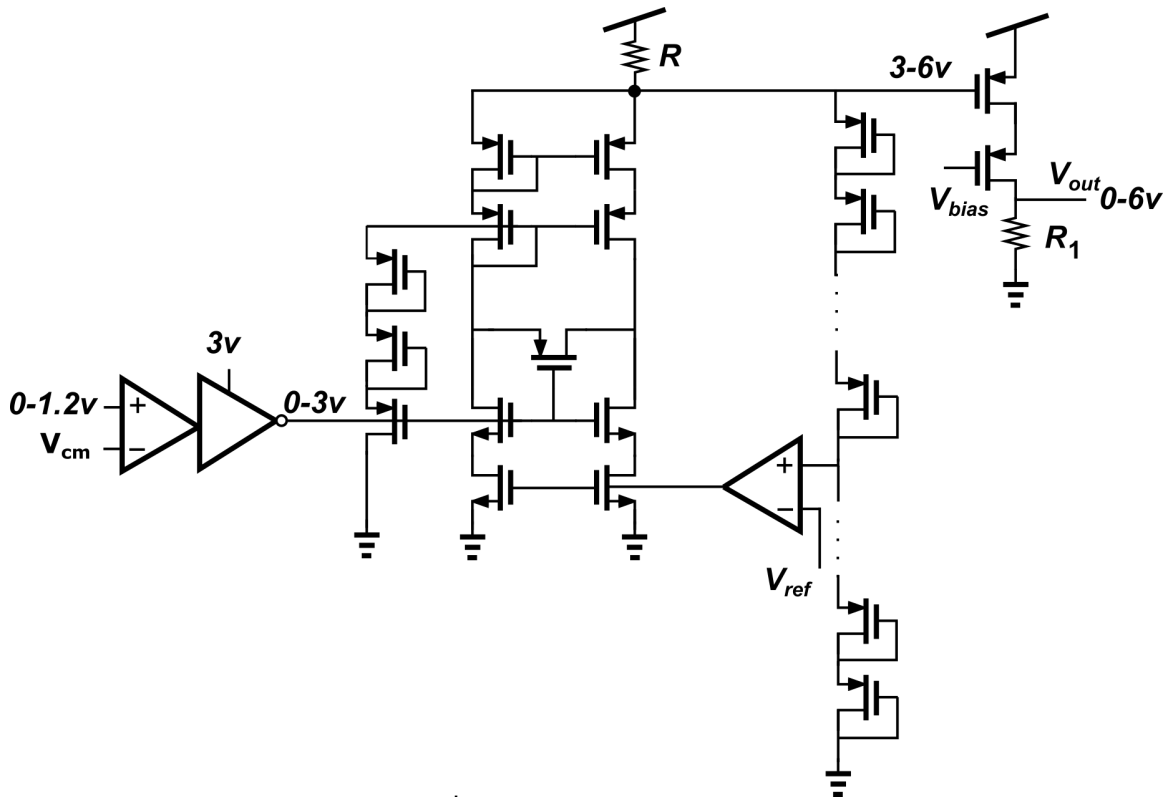 R
3-6v
V_bias
V_out 0-6v
R_1
3v
0-1.2v
+
0-3v
V_cm
−
+
−
V_ref